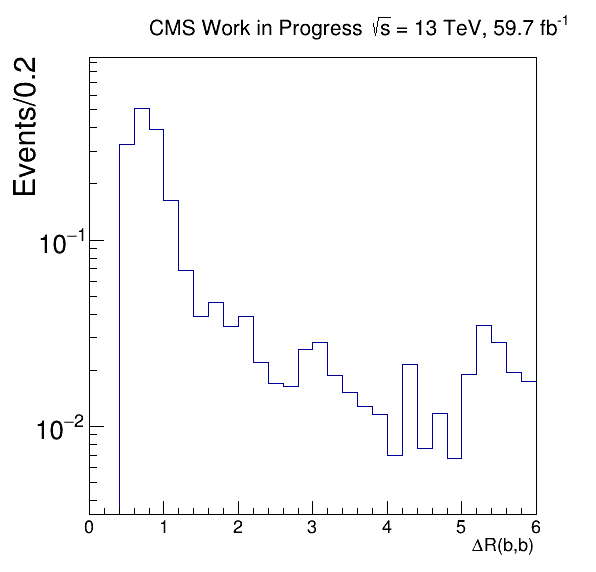 CMS Work in Progress √s = 13 TeV, 59.7 fb⁻¹
Events/0.2
10⁻¹
10⁻²
0 1 2 3 4 5 6
ΔR(b,b)